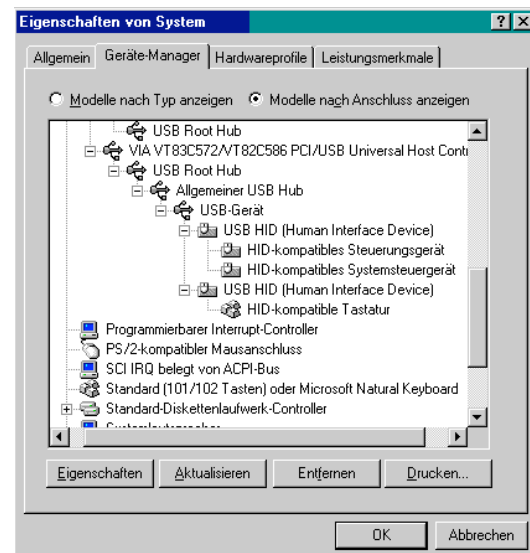 Eigenschaften von System
Allgemein Geräte-Manager Hardwareprofile Leistungsmerkmale
Modelle nach Typ anzeigen Modelle nach Anschluss anzeigen
USB Root Hub
VIA VT83C572/VT82C586 PCI/USB Universal Host Contr
USB Root Hub
Allgemeiner USB Hub
USB-Gerät
USB HID (Human Interface Device)
HID-kompatibles Steuerungsgerät
HID-kompatibles Systemsteuergerät
USB HID (Human Interface Device)
HID-kompatible Tastatur
Programmierbarer Interrupt-Controller
PS/2-kompatibler Mausanschluss
SCI IRQ belegt von ACPI-Bus
Standard (101/102 Tasten) oder Microsoft Natural Keyboard
Standard-Diskettenlaufwerk-Controller
Eigenschaften Aktualisieren Entfernen Drucken...
OK Abbrechen